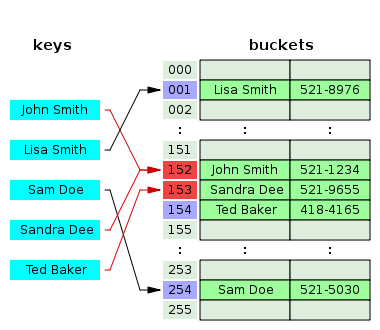 keys buckets
000
001 Lisa Smith 521-8976
002
: : :
John Smith
Lisa Smith
Sam Doe
Sandra Dee
Ted Baker
151
152 John Smith 521-1234
153 Sandra Dee 521-9655
154 Ted Baker 418-4165
155
: : :
253
254 Sam Doe 521-5030
255